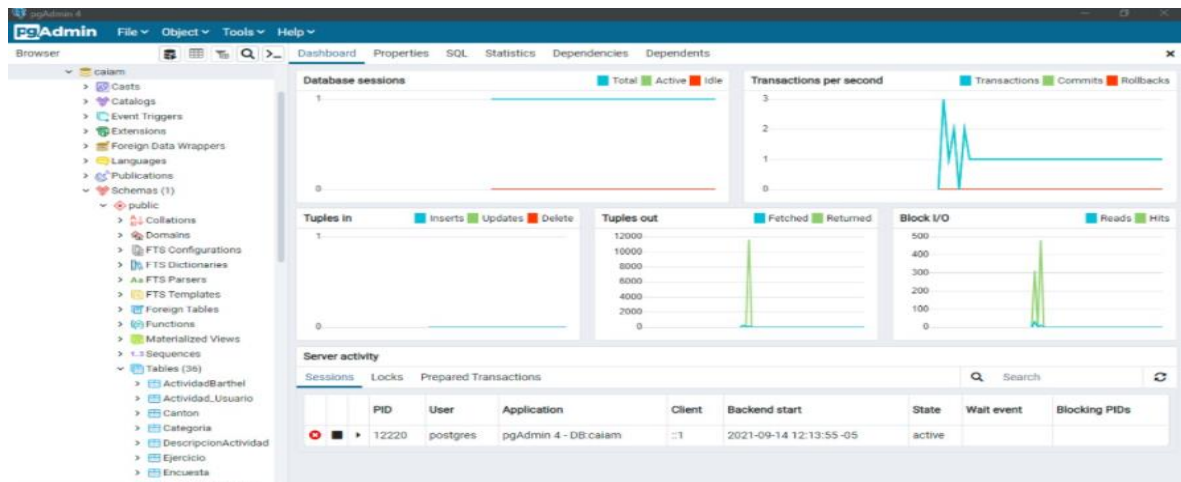 pgAdmin 4
pgAdmin File Object Tools Help
Browser
Dashboard Properties SQL Statistics Dependencies Dependents
caiam
Casts
Catalogs
Event Triggers
Extensions
Foreign Data Wrappers
Languages
Publications
Schemas (1)
public
Collations
Domains
FTS Configurations
FTS Dictionaries
Aa FTS Parsers
FTS Templates
Foreign Tables
Functions
Materialized Views
1..3 Sequences
Tables (36)
ActividadBarthel
Actividad_Usuario
Canton
Categoria
DescripcionActividad
Ejercicio
Encuesta
Database sessions Total Active Idle
1
0
Transactions per second Transactions Commits Rollbacks
3
2
1
0
Tuples in Inserts Updates Delete
1
0
Tuples out Fetched Returned
12000
10000
8000
6000
4000
2000
0
Block I/O Reads Hits
500
400
300
200
100
0
Server activity
Sessions Locks Prepared Transactions Search
PID User Application Client Backend start State Wait event Blocking PIDs
12220 postgres pgAdmin 4 - DB:caiam ::1 2021-09-14 12:13:55 -05 active